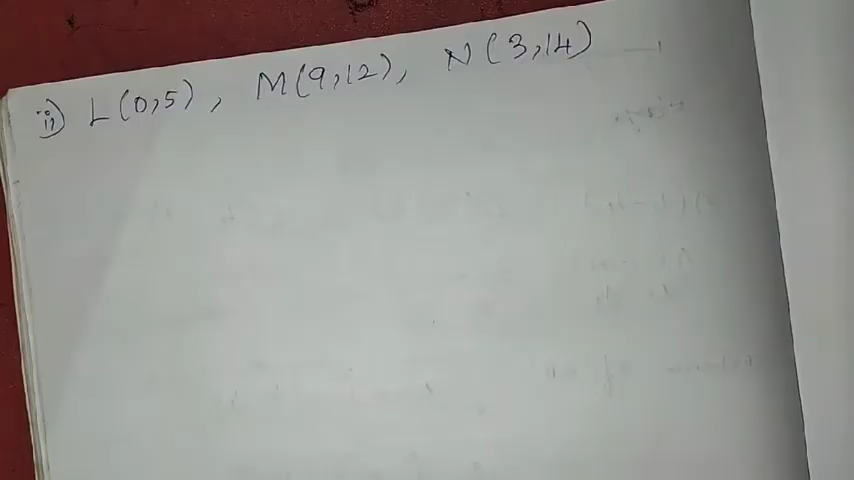 ii) L(0,5), M(9,12), N(3,14)